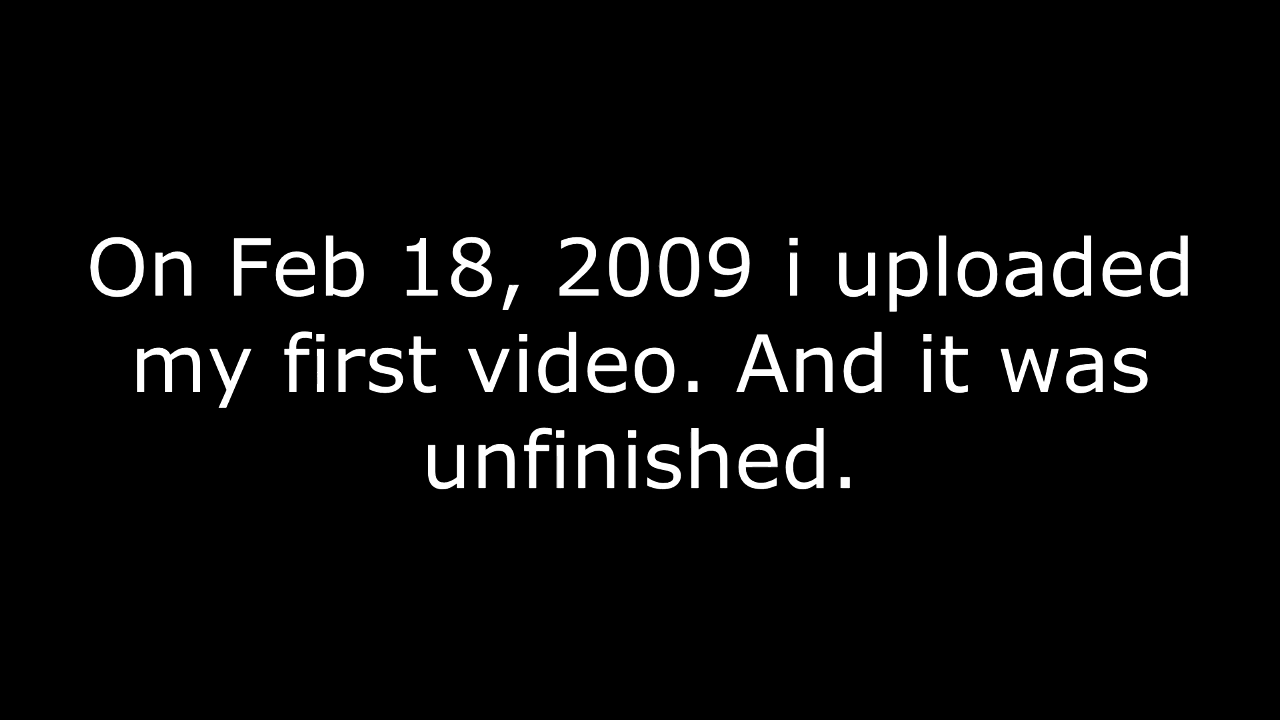 On Feb 18, 2009 i uploaded
my first video. And it was
unfinished.